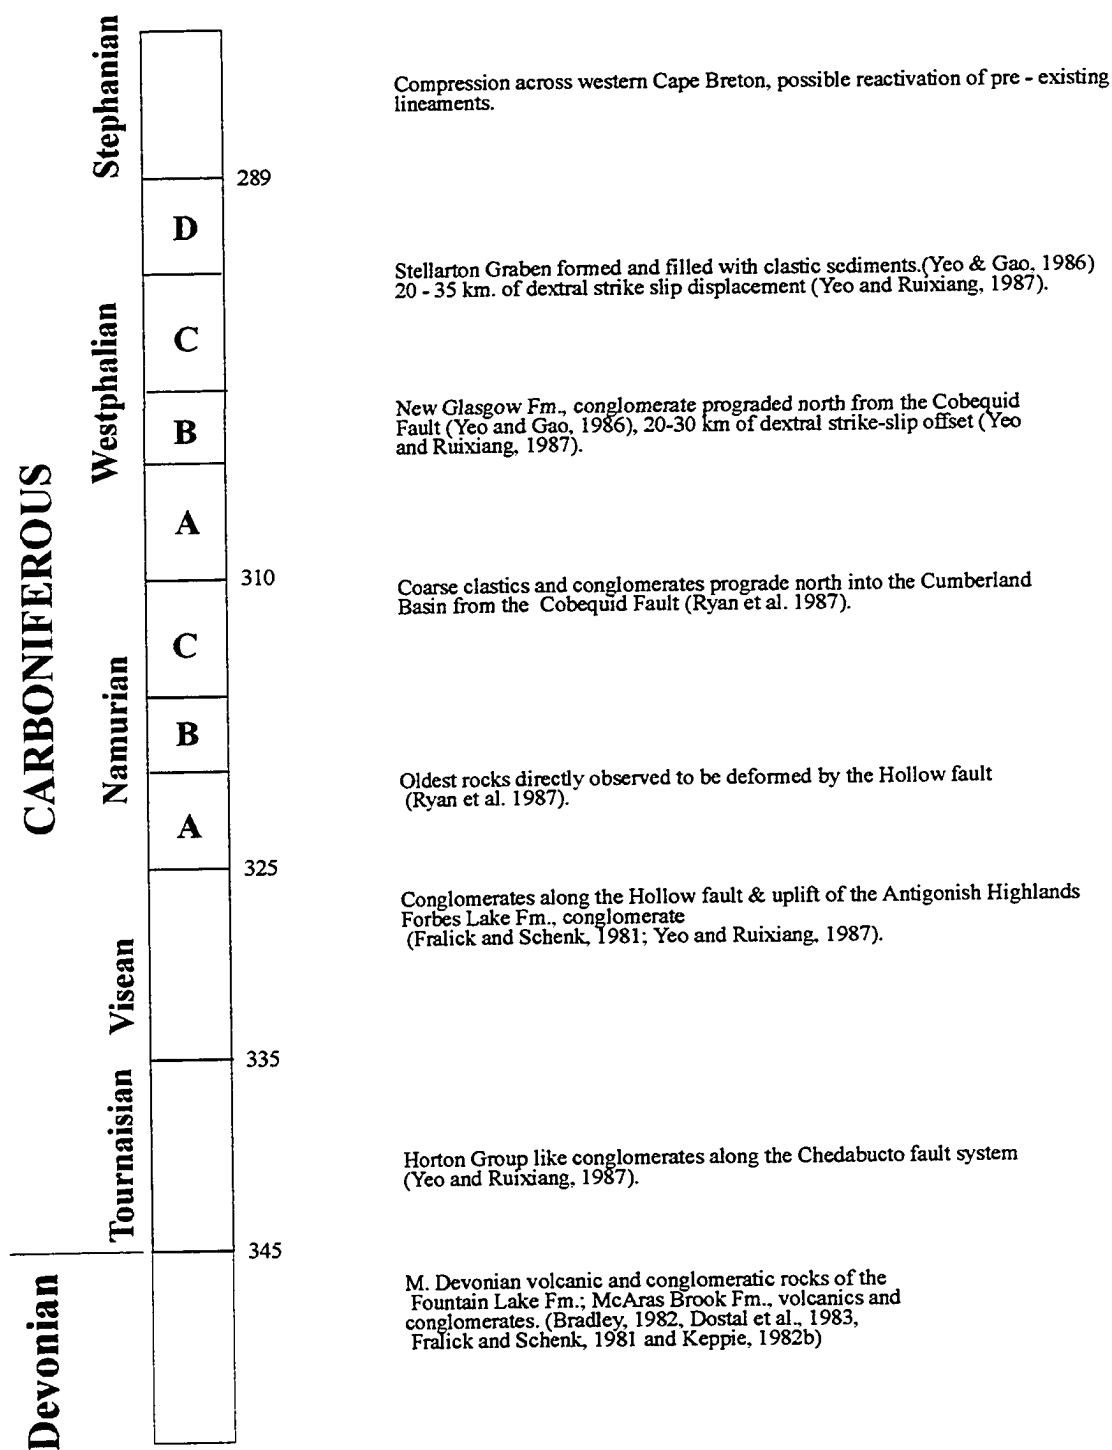 Stephanian
Compression across western Cape Breton, possible reactivation of pre - existing
lineaments.
289
D
Stellarton Graben formed and filled with clastic sediments.(Yeo & Gao, 1986)
20 - 35 km. of dextral strike slip displacement (Yeo and Ruixiang, 1987).
Westphalian
C
New Glasgow Fm., conglomerate prograded north from the Cobequid
Fault (Yeo and Gao, 1986), 20-30 km of dextral strike-slip offset (Yeo
and Ruixiang, 1987).
B
CARBONIFEROUS
A
310
Coarse clastics and conglomerates prograde north into the Cumberland
Basin from the Cobequid Fault (Ryan et al. 1987).
C
Namurian
B
Oldest rocks directly observed to be deformed by the Hollow fault
(Ryan et al. 1987).
A
325
Conglomerates along the Hollow fault & uplift of the Antigonish Highlands
Forbes Lake Fm., conglomerate
(Fralick and Schenk, 1981; Yeo and Ruixiang, 1987).
Visean
335
Tournaisian
Horton Group like conglomerates along the Chedabucto fault system
(Yeo and Ruixiang, 1987).
345
Devonian
M. Devonian volcanic and conglomeratic rocks of the
Fountain Lake Fm.; McAras Brook Fm., volcanics and
conglomerates. (Bradley, 1982, Dostal et al., 1983,
Fralick and Schenk, 1981 and Keppie, 1982b)